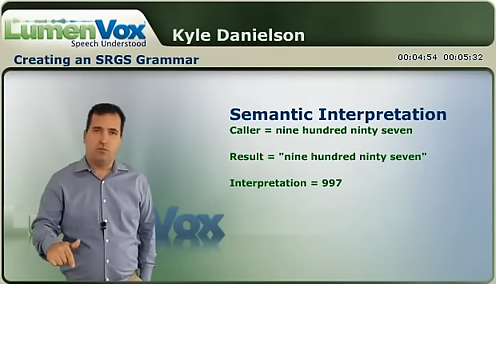 LumenVox
Speech Understood
Kyle Danielson
Creating an SRGS Grammar
00:04:54 00:05:32
Semantic Interpretation
Caller = nine hundred ninty seven
Result = "nine hundred ninty seven"
Interpretation = 997
Vox